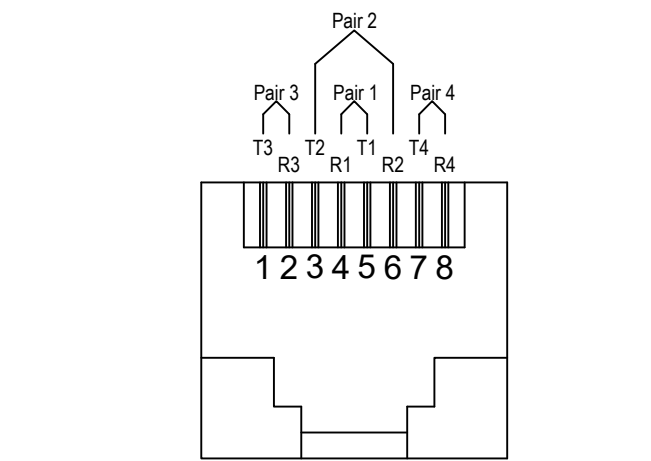 Pair 2
Pair 3 Pair 1 Pair 4
T3 T2 T1 T4
R3 R1 R2 R4
1 2 3 4 5 6 7 8